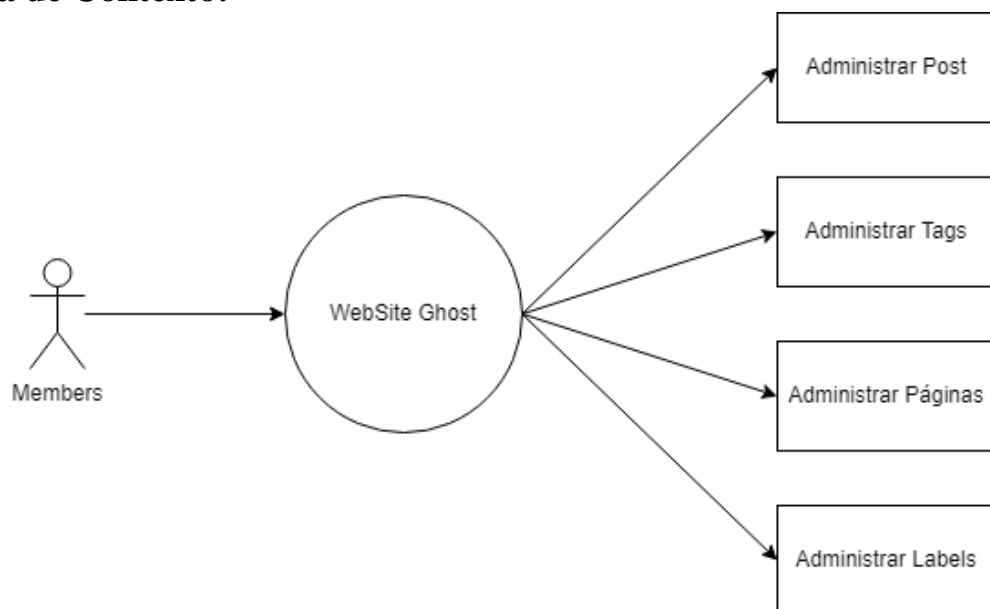 de Contexto:
Administrar Post
Administrar Tags
WebSite Ghost
Members
Administrar Páginas
Administrar Labels